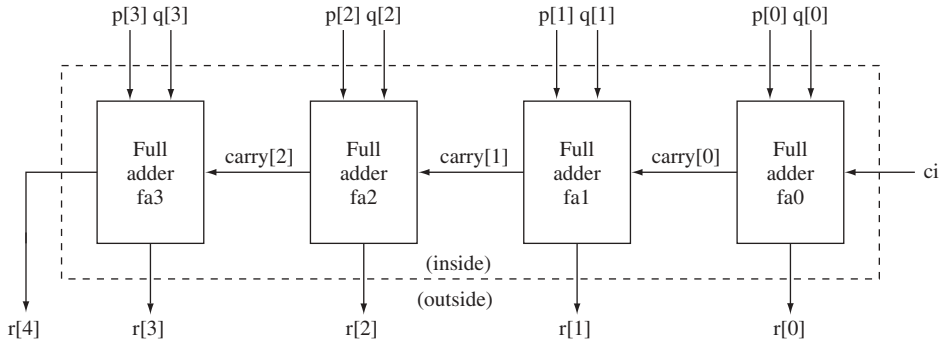 p[3] q[3] p[2] q[2] p[1] q[1] p[0] q[0]
Full adder fa3
carry[2]
Full adder fa2
carry[1]
Full adder fa1
carry[0]
Full adder fa0
ci
(inside)
(outside)
r[4] r[3] r[2] r[1] r[0]